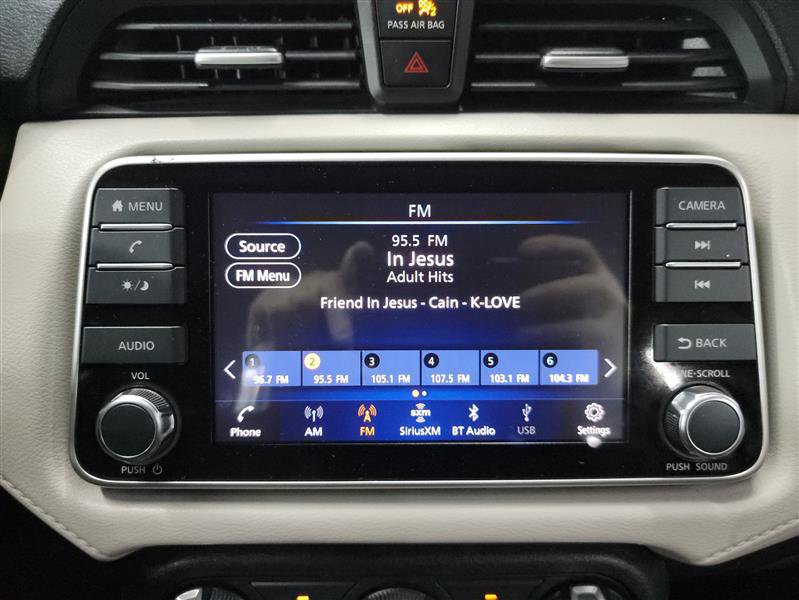 OFF
PASS AIR BAG
MENU
CAMERA
AUDIO
BACK
VOL
PUSH
NE·SCROLL
PUSH SOUND
FM
Source
FM Menu
95.5 FM
In Jesus
Adult Hits
Friend In Jesus - Cain - K-LOVE
1 2 3 4 5 6
96.7 FM 95.5 FM 105.1 FM 107.5 FM 103.1 FM 104.3 FM
Phone AM FM SiriusXM BT Audio USB Settings
sxm